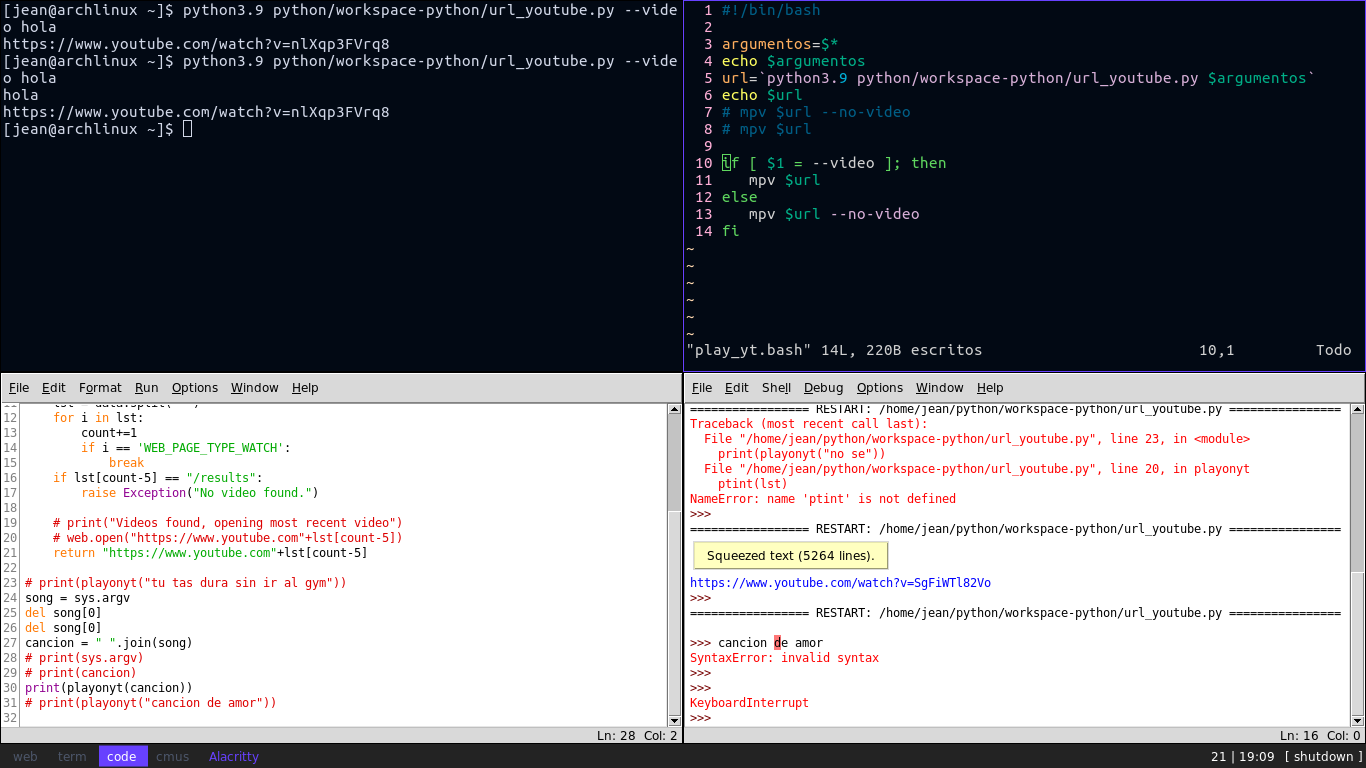 [jean@archlinux ~]$ python3.9 python/workspace-python/url_youtube.py --vide
o hola
https://www.youtube.com/watch?v=nlXqp3FVrq8
[jean@archlinux ~]$ python3.9 python/workspace-python/url_youtube.py --vide
o hola
hola
https://www.youtube.com/watch?v=nlXqp3FVrq8
[jean@archlinux ~]$
1 #!/bin/bash
2
3 argumentos=$*
4 echo $argumentos
5 url=`python3.9 python/workspace-python/url_youtube.py $argumentos`
6 echo $url
7 # mpv $url --no-video
8 # mpv $url
9
10 if [ $1 = --video ]; then
11    mpv $url
12 else
13    mpv $url --no-video
14 fi
~
~
~
~
~
~
"play_yt.bash" 14L, 220B escritos 10,1 Todo
File Edit Format Run Options Window Help
12     for i in lst:
13         count+=1
14         if i == 'WEB_PAGE_TYPE_WATCH':
15             break
16     if lst[count-5] == "/results":
17         raise Exception("No video found.")
18
19     # print("Videos found, opening most recent video")
20     # web.open("https://www.youtube.com"+lst[count-5])
21     return "https://www.youtube.com"+lst[count-5]
22
23 # print(playonyt("tu tas dura sin ir al gym"))
24 song = sys.argv
25 del song[0]
26 del song[0]
27 cancion = " ".join(song)
28 # print(sys.argv)
29 # print(cancion)
30 print(playonyt(cancion))
31 # print(playonyt("cancion de amor"))
32
Ln: 28 Col: 2
File Edit Shell Debug Options Window Help
================= RESTART: /home/jean/python/workspace-python/url_youtube.py ================
Traceback (most recent call last):
  File "/home/jean/python/workspace-python/url_youtube.py", line 23, in <module>
    print(playonyt("no se"))
  File "/home/jean/python/workspace-python/url_youtube.py", line 20, in playonyt
    ptint(lst)
NameError: name 'ptint' is not defined
>>>
================= RESTART: /home/jean/python/workspace-python/url_youtube.py ================
Squeezed text (5264 lines).
https://www.youtube.com/watch?v=SgFiWTl82Vo
>>>
================= RESTART: /home/jean/python/workspace-python/url_youtube.py ================
>>> cancion de amor
SyntaxError: invalid syntax
>>>
>>>
KeyboardInterrupt
>>>
Ln: 16 Col: 0
web term code cmus Alacritty 21 | 19:09 [ shutdown ]